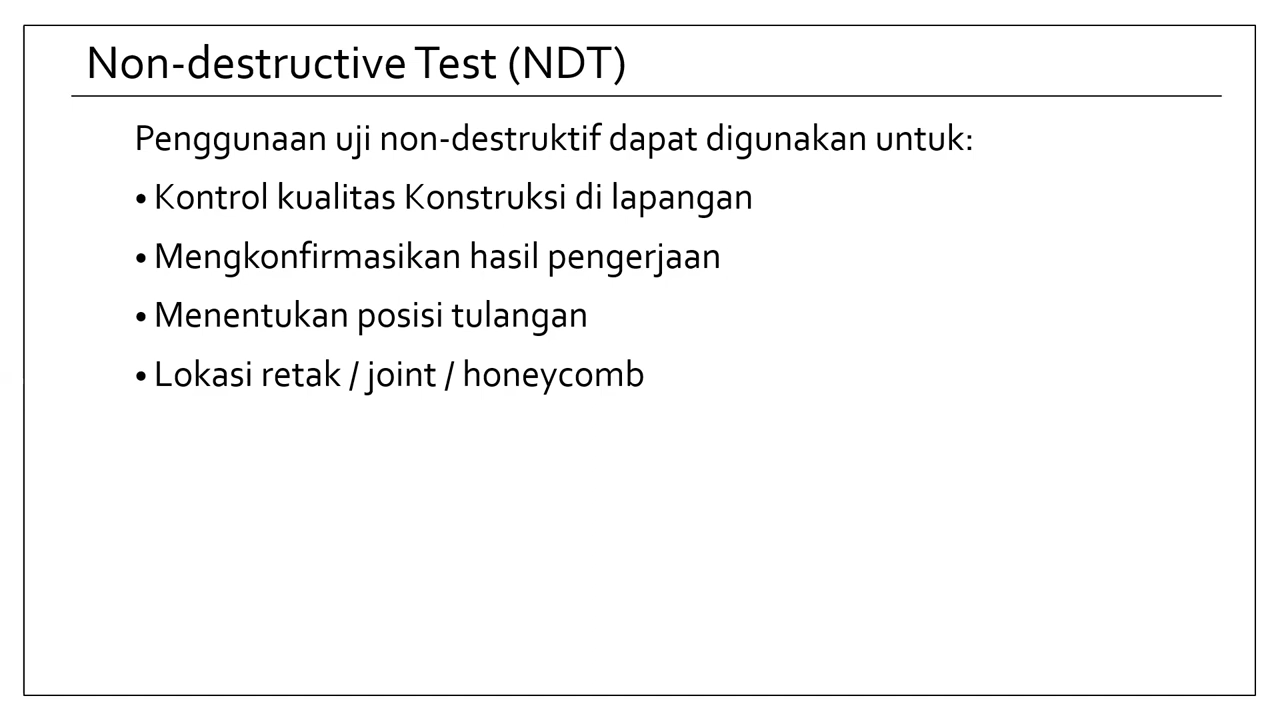 Non-destructive Test (NDT)
Penggunaan uji non-destruktif dapat digunakan untuk:
• Kontrol kualitas Konstruksi di lapangan
• Mengkonfirmasikan hasil pengerjaan
• Menentukan posisi tulangan
• Lokasi retak / joint / honeycomb